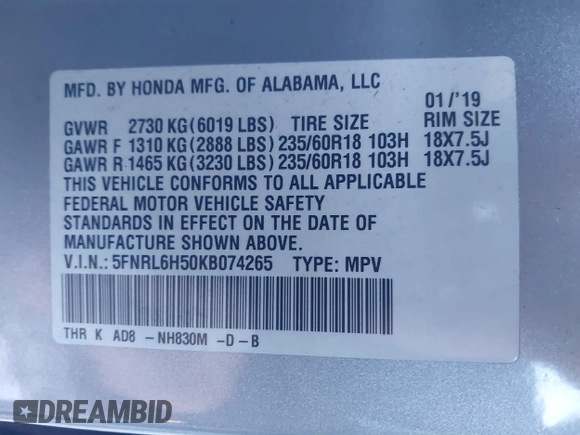 MFD. BY HONDA MFG. OF ALABAMA, LLC
01/'19
GVWR 2730 KG (6019 LBS) TIRE SIZE RIM SIZE
GAWR F 1310 KG (2888 LBS) 235/60R18 103H 18X7.5J
GAWR R 1465 KG (3230 LBS) 235/60R18 103H 18X7.5J
THIS VEHICLE CONFORMS TO ALL APPLICABLE
FEDERAL MOTOR VEHICLE SAFETY
STANDARDS IN EFFECT ON THE DATE OF
MANUFACTURE SHOWN ABOVE.
V.I.N.: 5FNRL6H50KB074265 TYPE: MPV
THR K AD8 -NH830M -D-B
DREAMBID